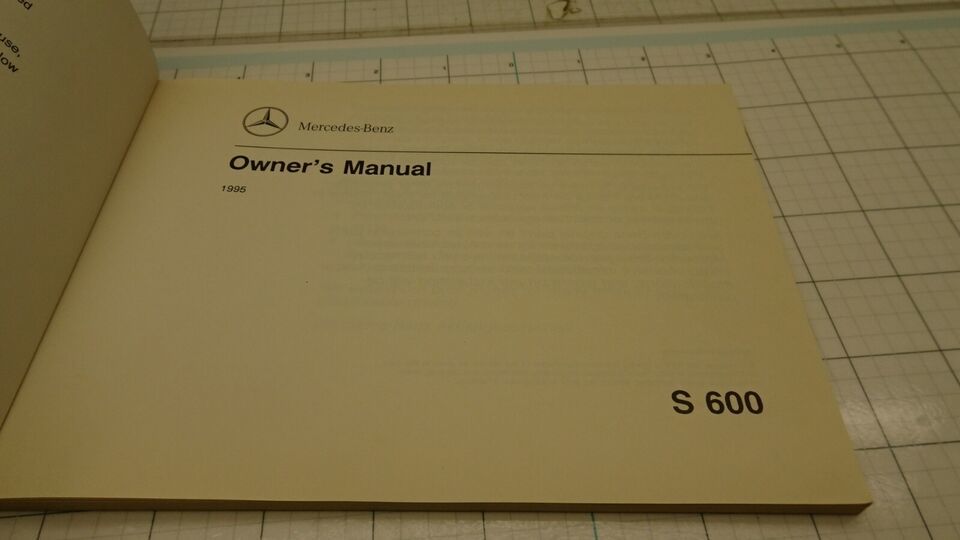 Mercedes-Benz
Owner's Manual
1995
S 600